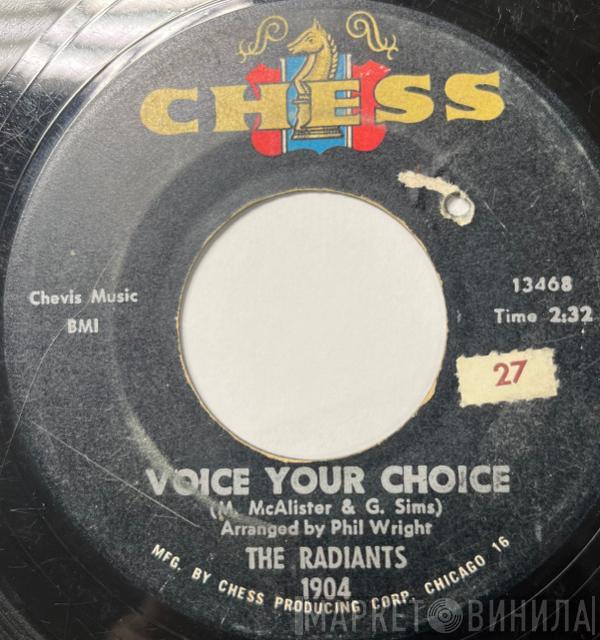 CHESS
Chevis Music
BMI
13468
Time 2:32
27
VOICE YOUR CHOICE
(M. McAlister & G. Sims)
Arranged by Phil Wright
THE RADIANTS
1904
MFG. BY CHESS PRODUCING CORP. CHICAGO 16
МАРКЕТ ВИНИЛА